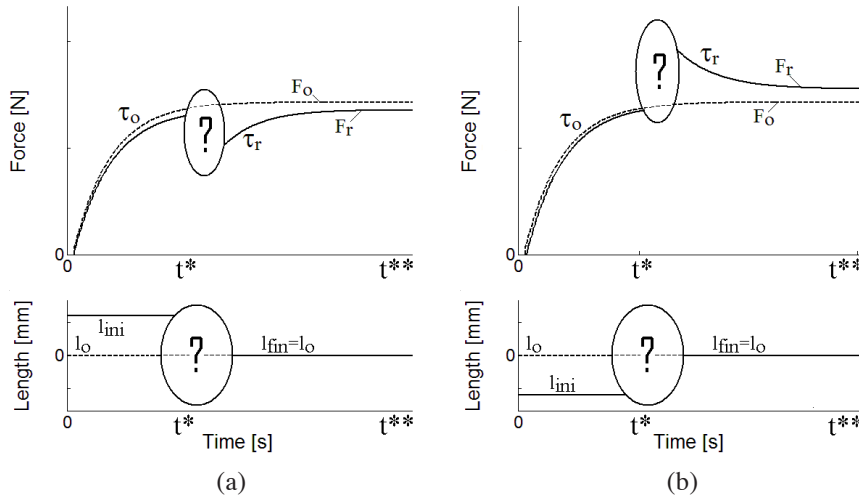 Force [N]
τo
?
Fo
τr
Fr
0
0
t*
t**
Length [mm]
lini
lo
0
?
lfin=lo
0
t*
t**
Time [s]
(a)
Force [N]
τo
?
τr
Fr
Fo
0
0
t*
t**
Length [mm]
lo
0
lini
?
lfin=lo
0
t*
t**
Time [s]
(b)